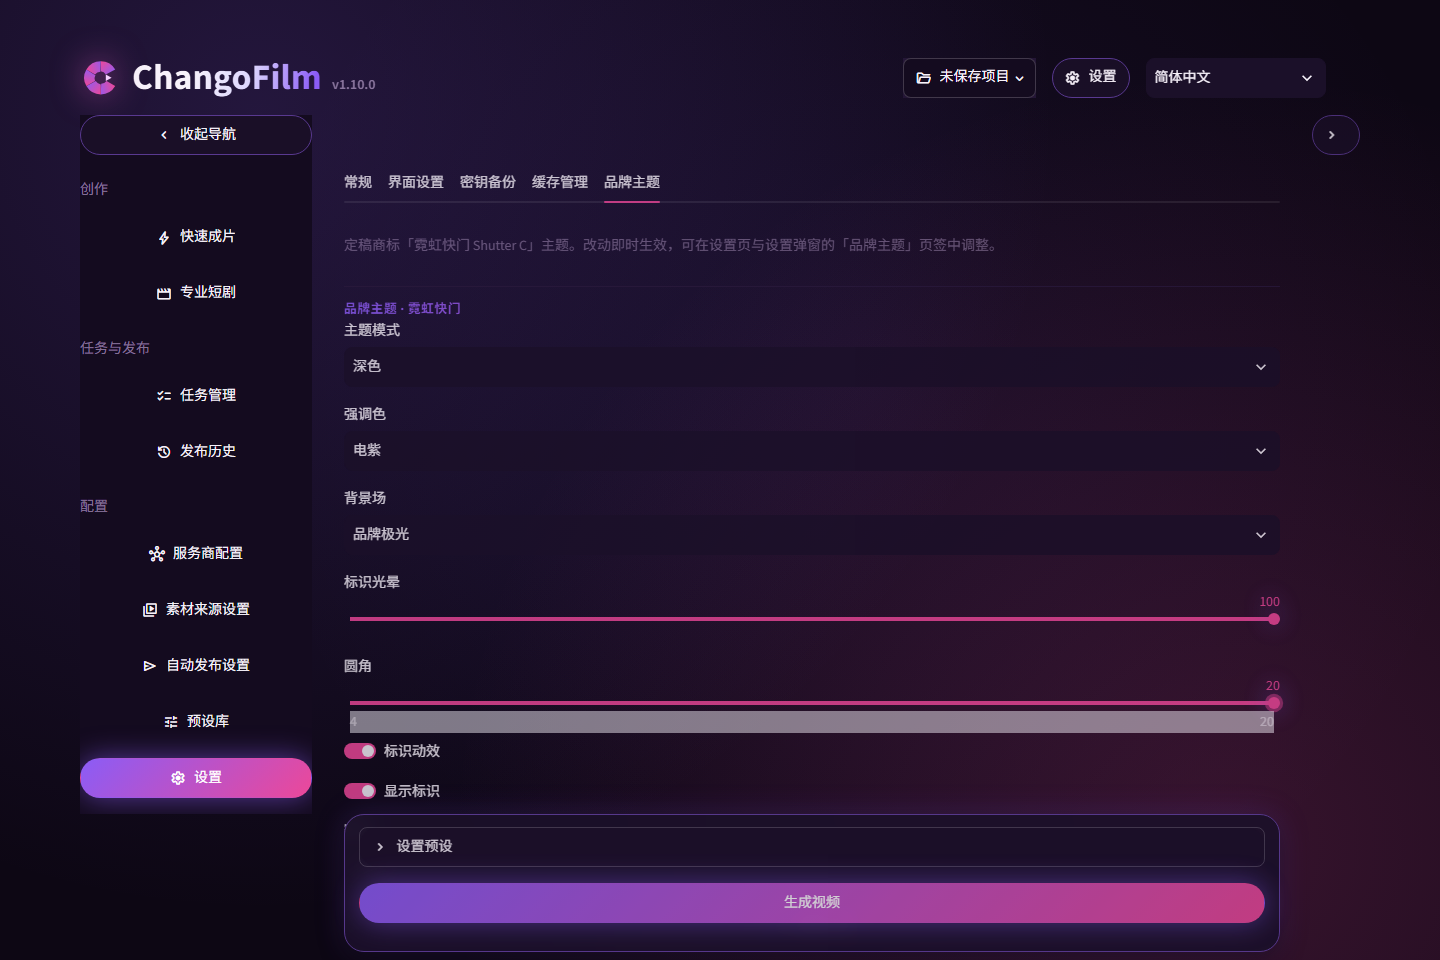 ChangoFilm v1.10.0
未保存项目
设置
简体中文
收起导航
创作
快速成片
专业短剧
任务与发布
任务管理
发布历史
配置
服务商配置
素材来源设置
自动发布设置
预设库
设置
常规 界面设置 密钥备份 缓存管理 品牌主题
定稿商标「霓虹快门 Shutter C」主题。改动即时生效，可在设置页与设置弹窗的「品牌主题」页签中调整。
品牌主题 · 霓虹快门
主题模式
深色
强调色
电紫
背景场
品牌极光
标识光晕
100
圆角
20
4 20
标识动效
显示标识
设置预设
生成视频